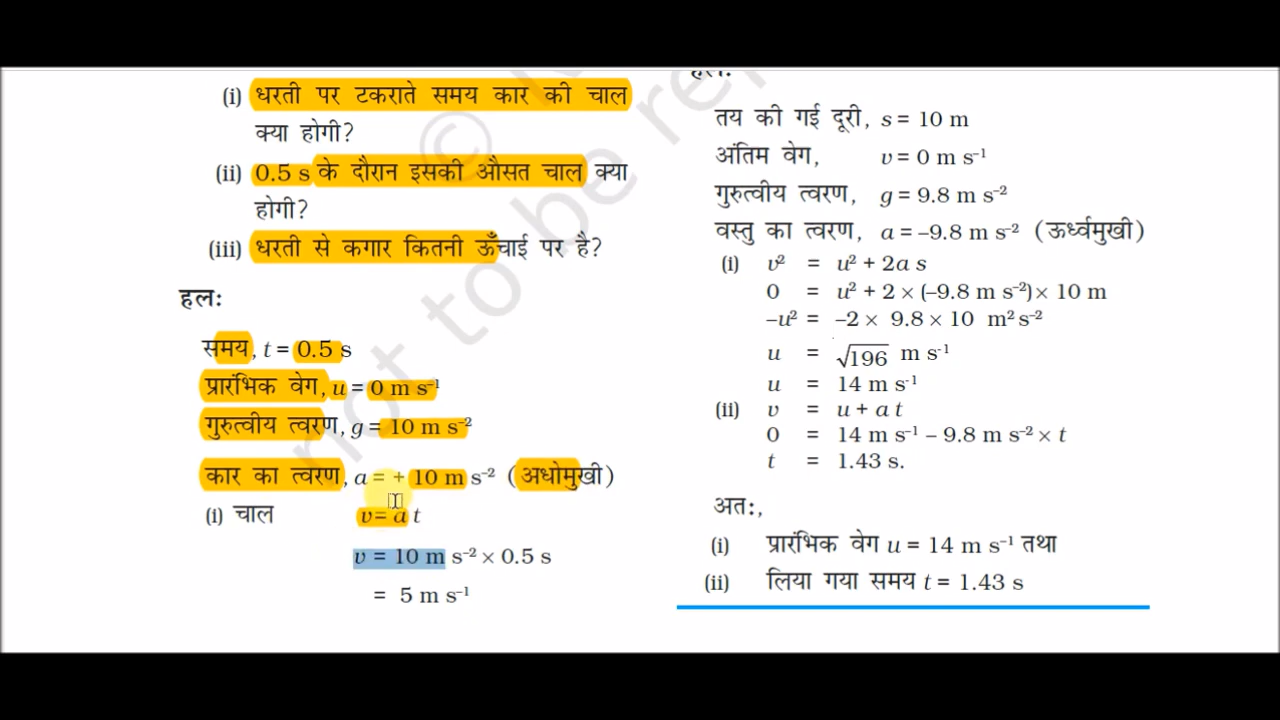 (i) धरती पर टकराते समय कार की चाल
क्या होगी?
(ii) 0.5 s के दौरान इसकी औसत चाल क्या
होगी?
(iii) धरती से कगार कितनी ऊँचाई पर है?
हल:
समय, t = 0.5 s
प्रारंभिक वेग, u = 0 m s⁻¹
गुरुत्वीय त्वरण, g = 10 m s⁻²
कार का त्वरण, a = + 10 m s⁻² (अधोमुखी)
(i) चाल v = a t
v = 10 m s⁻² × 0.5 s
= 5 m s⁻¹
हल:
तय की गई दूरी, s = 10 m
अंतिम वेग, v = 0 m s⁻¹
गुरुत्वीय त्वरण, g = 9.8 m s⁻²
वस्तु का त्वरण, a = –9.8 m s⁻² (ऊर्ध्वमुखी)
(i) v² = u² + 2a s
0 = u² + 2 × (–9.8 m s⁻²) × 10 m
–u² = –2 × 9.8 × 10 m² s⁻²
u = √196 m s⁻¹
u = 14 m s⁻¹
(ii) v = u + a t
0 = 14 m s⁻¹ – 9.8 m s⁻² × t
t = 1.43 s.
अत:,
(i) प्रारंभिक वेग u = 14 m s⁻¹ तथा
(ii) लिया गया समय t = 1.43 s
©
not to be